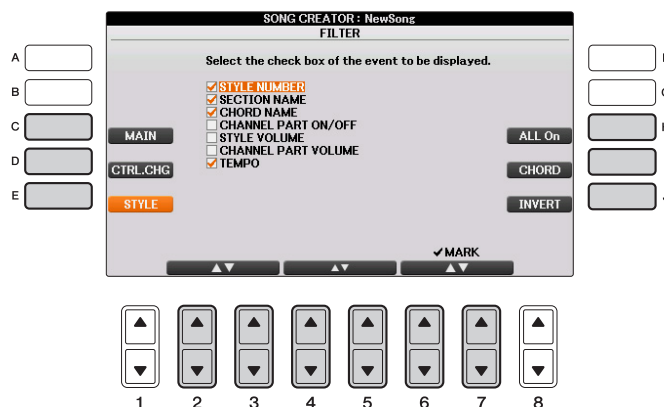 SONG CREATOR : NewSong
FILTER
Select the check box of the event to be displayed.
STYLE NUMBER
SECTION NAME
CHORD NAME
CHANNEL PART ON/OFF
STYLE VOLUME
CHANNEL PART VOLUME
TEMPO
MAIN
CTRL.CHG
STYLE
ALL On
CHORD
INVERT
✓MARK
▲▼
▲▼
▲▼
A
B
C
D
E
1 2 3 4 5 6 7 8